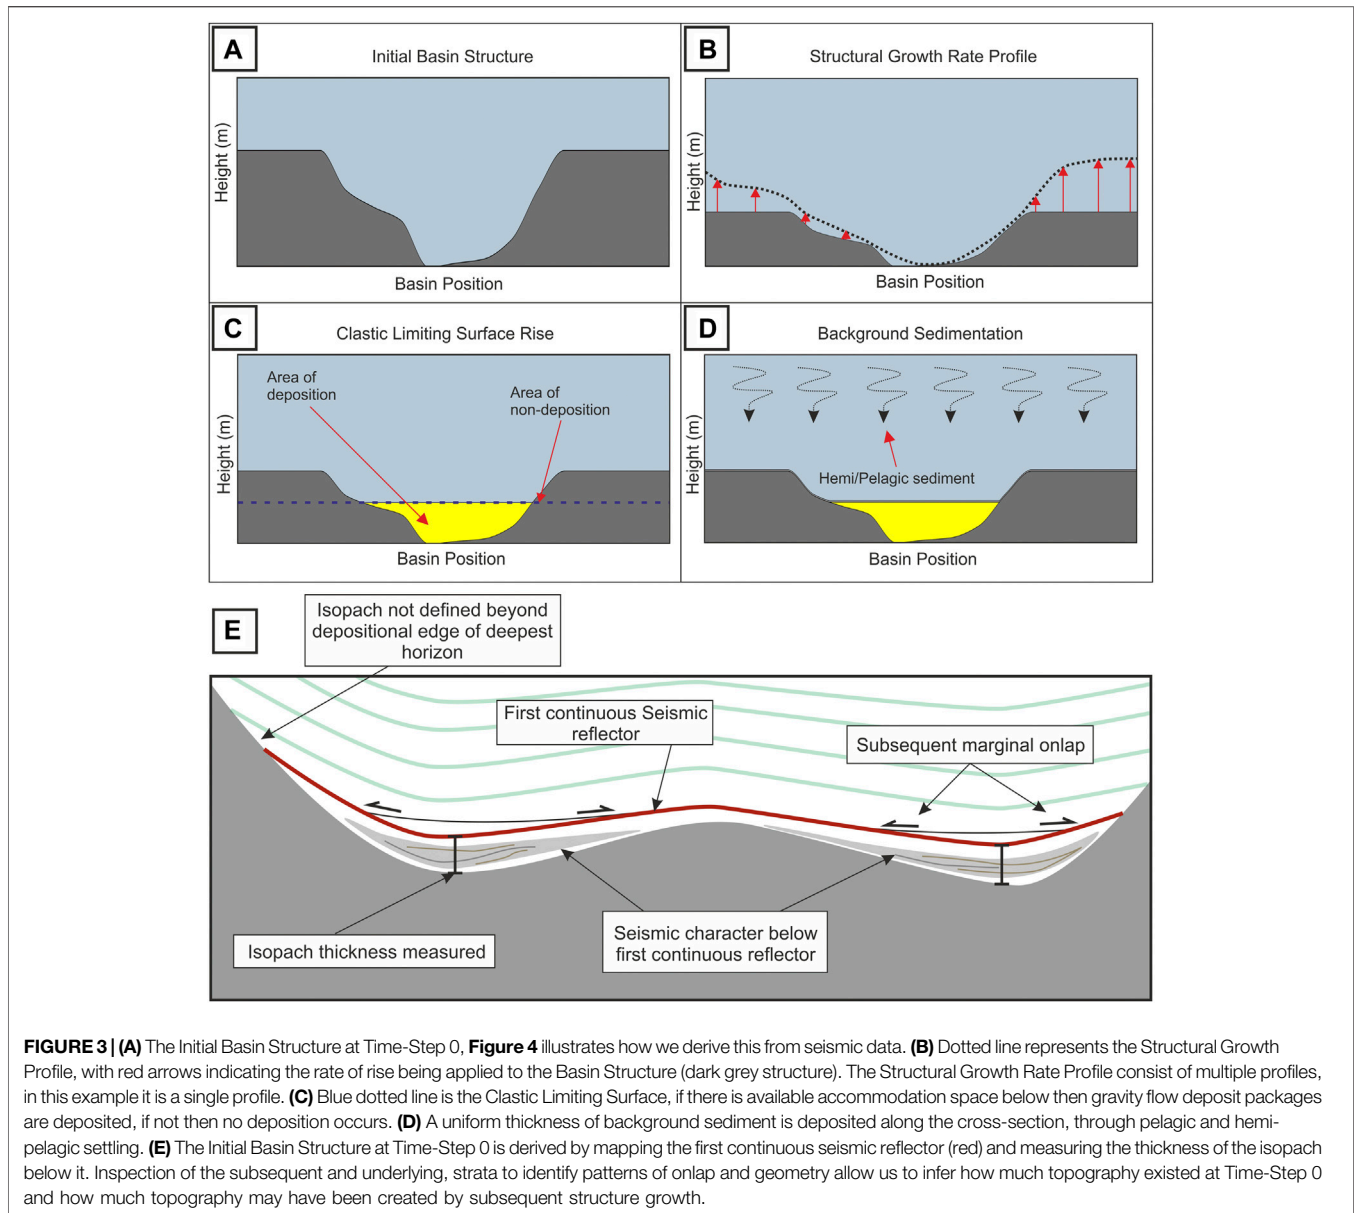 A
Initial Basin Structure
Height (m)
Basin Position
B
Structural Growth Rate Profile
Height (m)
Basin Position
C
Clastic Limiting Surface Rise
Area of
deposition
Area of
non-deposition
Height (m)
Basin Position
D
Background Sedimentation
Hemi/Pelagic sediment
Height (m)
Basin Position
E
Isopach not defined beyond
depositional edge of deepest
horizon
First continuous Seismic
reflector
Subsequent marginal onlap
Isopach thickness measured
Seismic character below
first continuous reflector
FIGURE 3 | (A) The Initial Basin Structure at Time-Step 0, Figure 4 illustrates how we derive this from seismic data. (B) Dotted line represents the Structural Growth
Profile, with red arrows indicating the rate of rise being applied to the Basin Structure (dark grey structure). The Structural Growth Rate Profile consist of multiple profiles,
in this example it is a single profile. (C) Blue dotted line is the Clastic Limiting Surface, if there is available accommodation space below then gravity flow deposit packages
are deposited, if not then no deposition occurs. (D) A uniform thickness of background sediment is deposited along the cross-section, through pelagic and hemi-
pelagic settling. (E) The Initial Basin Structure at Time-Step 0 is derived by mapping the first continuous seismic reflector (red) and measuring the thickness of the isopach
below it. Inspection of the subsequent and underlying, strata to identify patterns of onlap and geometry allow us to infer how much topography existed at Time-Step 0
and how much topography may have been created by subsequent structure growth.